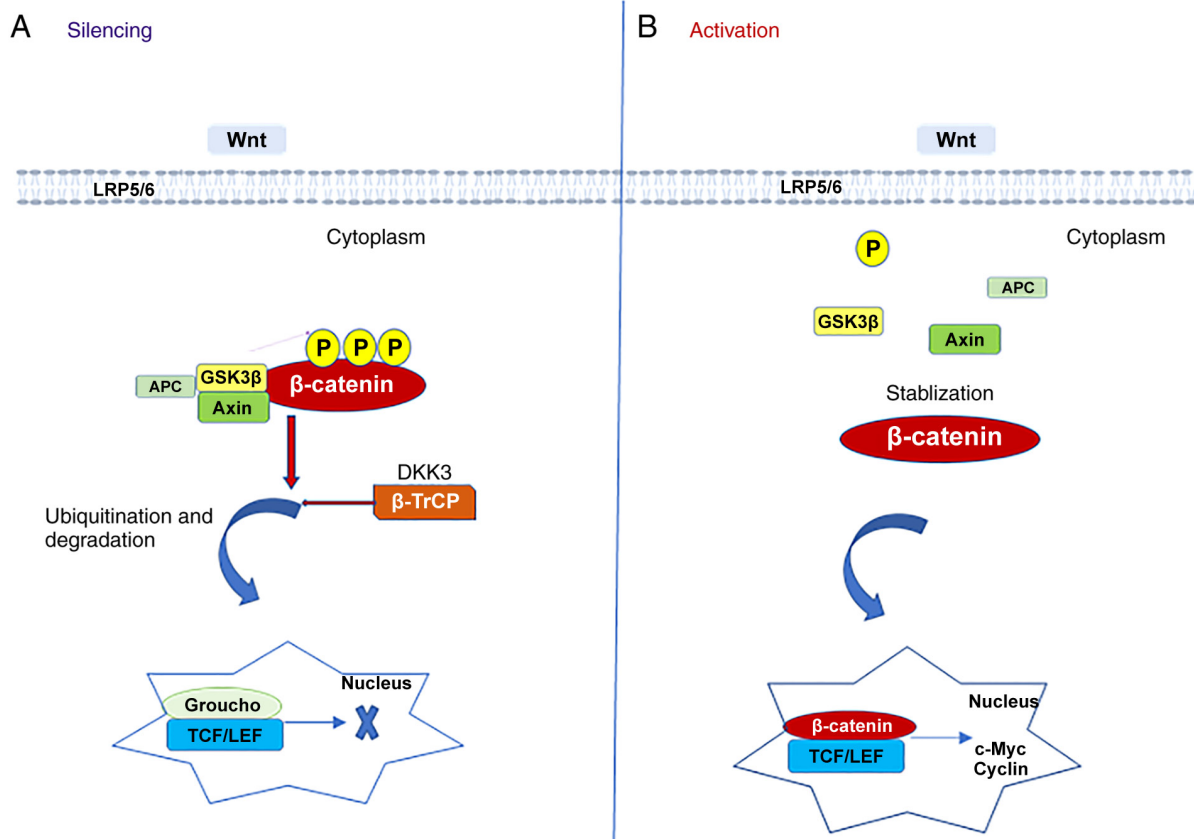 A Silencing
Wnt
LRP5/6
Cytoplasm
P P P
APC
GSK3β
β-catenin
Axin
DKK3
β-TrCP
Ubiquitination and
degradation
Nucleus
Groucho
TCF/LEF
B Activation
Wnt
LRP5/6
Cytoplasm
P
APC
GSK3β
Axin
Stablization
β-catenin
Nucleus
β-catenin
TCF/LEF
c-Myc
Cyclin